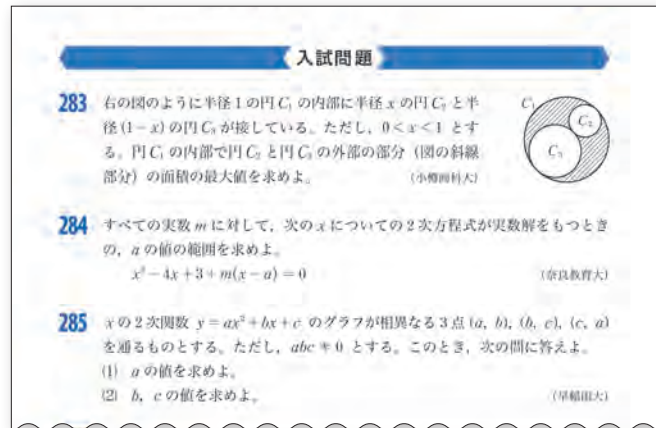 入試問題
283 右の図のように半径1の円C₁の内部に半径xの円C₂と半
径(1−x)の円C₃が接している。ただし，0<x<1とす
る。円C₁の内部で円C₂と円C₃の外部の部分（図の斜線
部分）の面積の最大値を求めよ。 （小樽商科大）
C₁
C₂
C₃
284 すべての実数mに対して，次のxについての2次方程式が実数解をもつとき
の，aの値の範囲を求めよ。
x²−4x+3+m(x−a)=0 （奈良教育大）
285 xの2次関数 y=ax²+bx+c のグラフが相異なる3点(a, b), (b, c), (c, a)
を通るものとする。ただし，abc≠0とする。このとき，次の問に答えよ。
(1) aの値を求めよ。
(2) b, cの値を求めよ。 （早稲田大）